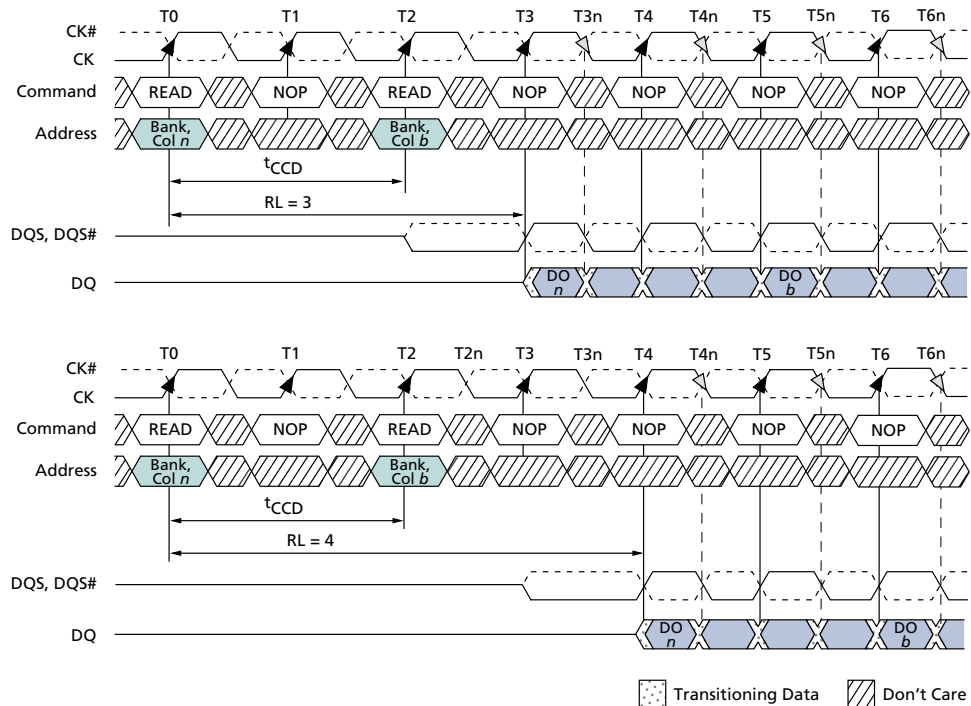 T0 T1 T2 T3 T3n T4 T4n T5 T5n T6 T6n
CK#
CK
Command READ NOP READ NOP NOP NOP NOP
Address Bank, Col n Bank, Col b
tCCD
RL = 3
DQS, DQS#
DQ DO n DO b
T0 T1 T2 T2n T3 T3n T4 T4n T5 T5n T6 T6n
CK#
CK
Command READ NOP READ NOP NOP NOP NOP
Address Bank, Col n Bank, Col b
tCCD
RL = 4
DQS, DQS#
DQ DO n DO b
Transitioning Data Don't Care